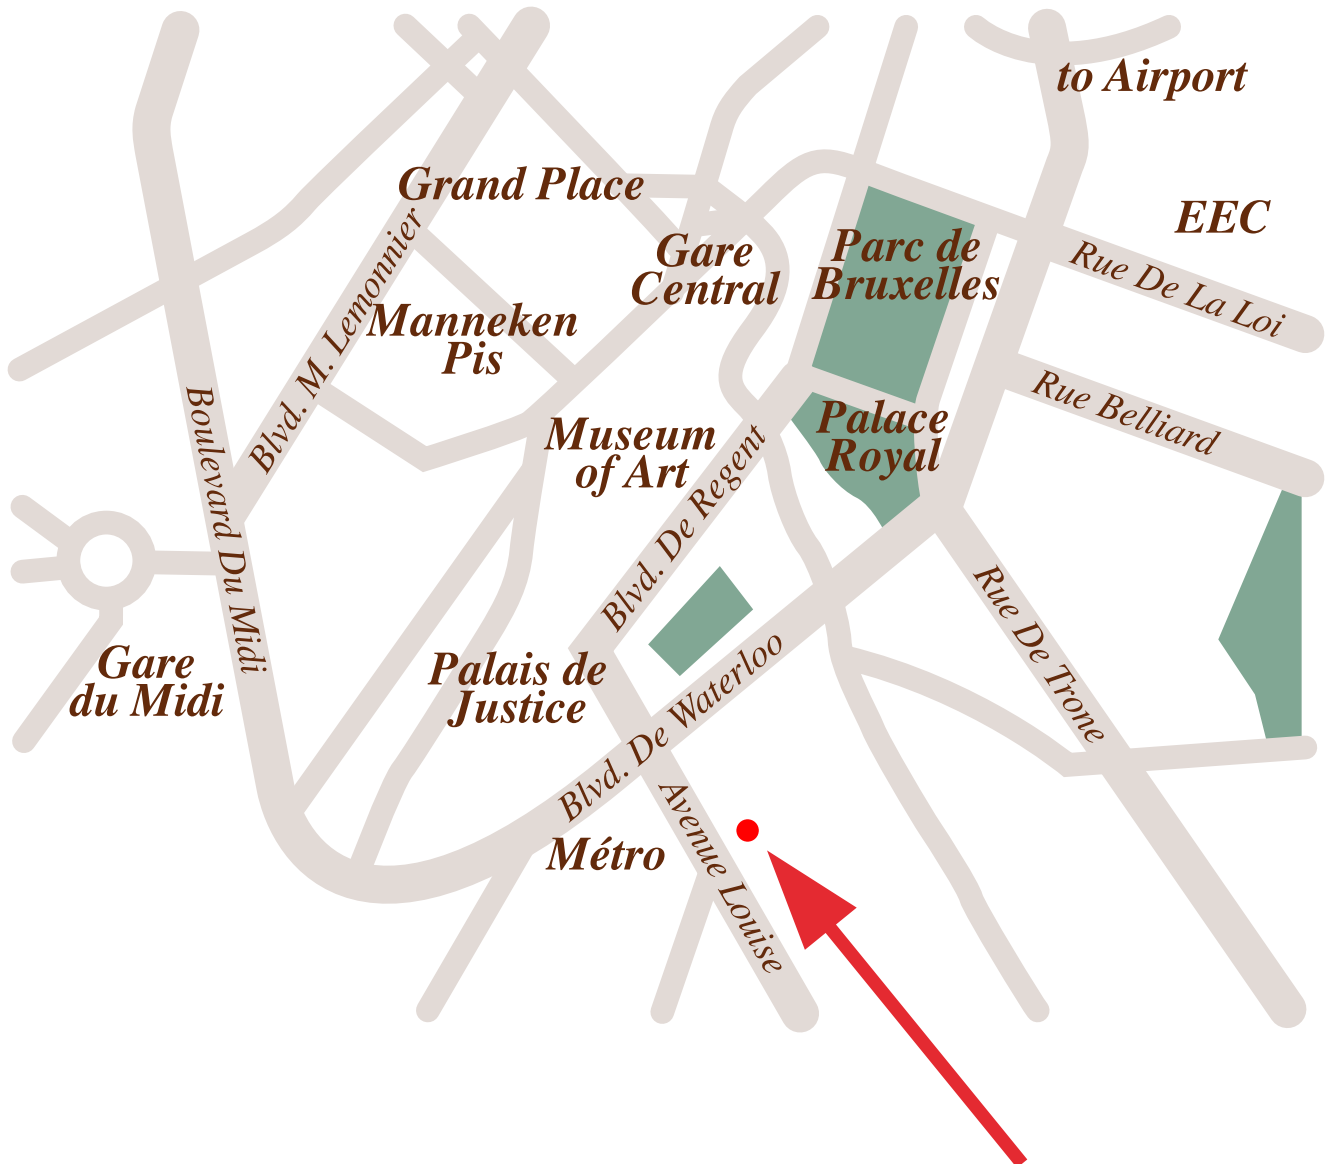 to Airport
Grand Place
EEC
Gare
Central
Parc de
Bruxelles
Rue De La Loi
Blvd. M. Lemonnier
Manneken
Pis
Rue Belliard
Boulevard Du Midi
Museum
of Art
Palace
Royal
Blvd. De Regent
Rue De Trone
Gare
du Midi
Palais de
Justice
Blvd. De Waterloo
Avenue Louise
Métro